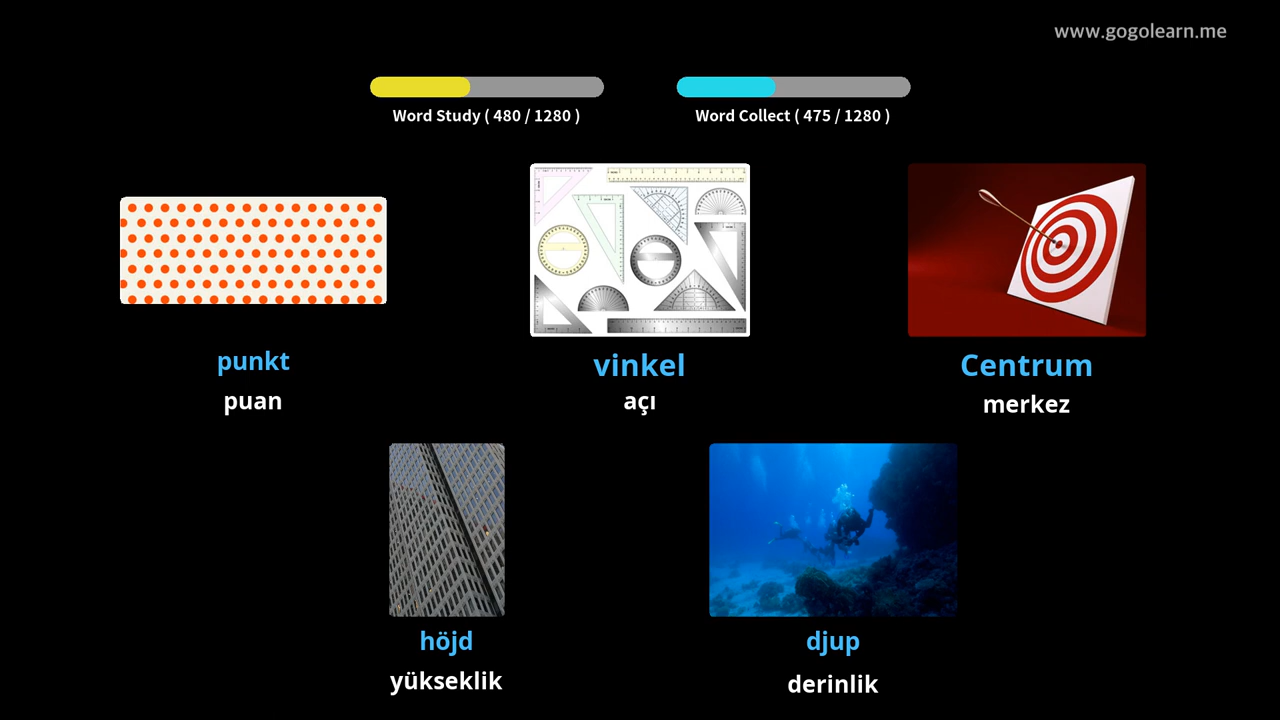 www.gogolearn.me
Word Study ( 480 / 1280 )
Word Collect ( 475 / 1280 )
punkt
puan
vinkel
açı
Centrum
merkez
höjd
yükseklik
djup
derinlik